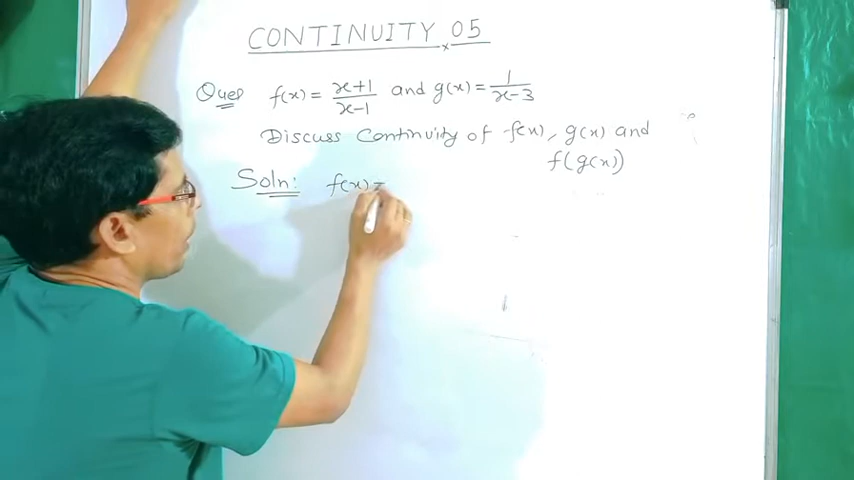 CONTINUITY 05
Ques f(x) = x+1/x-1 and g(x) = 1/x-3
Discuss Continuity of f(x), g(x) and
f(g(x))
Soln: f(x) =